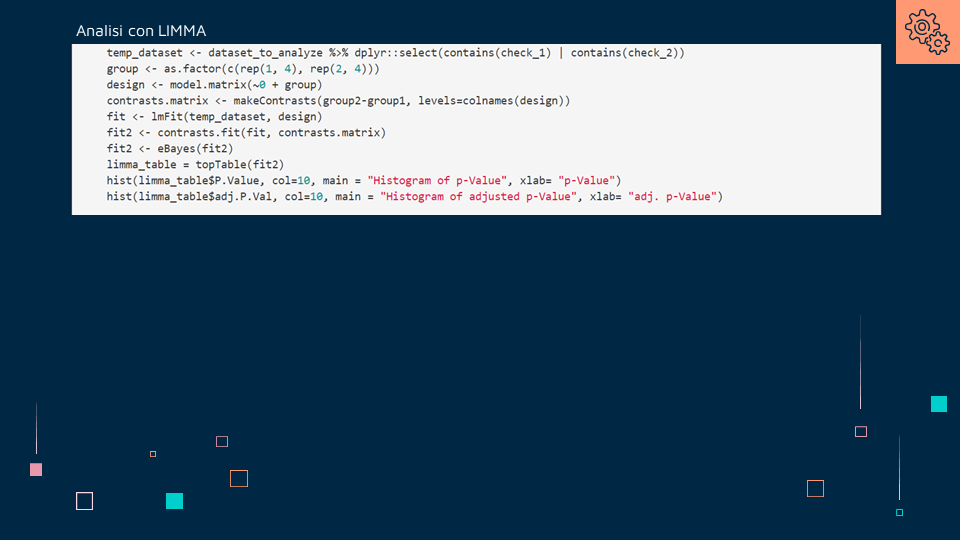 Analisi con LIMMA
temp_dataset <- dataset_to_analyze %>% dplyr::select(contains(check_1) | contains(check_2))
group <- as.factor(c(rep(1, 4), rep(2, 4)))
design <- model.matrix(~0 + group)
contrasts.matrix <- makeContrasts(group2-group1, levels=colnames(design))
fit <- lmFit(temp_dataset, design)
fit2 <- contrasts.fit(fit, contrasts.matrix)
fit2 <- eBayes(fit2)
limma_table = topTable(fit2)
hist(limma_table$P.Value, col=10, main = "Histogram of p-Value", xlab= "p-Value")
hist(limma_table$adj.P.Val, col=10, main = "Histogram of adjusted p-Value", xlab= "adj. p-Value")